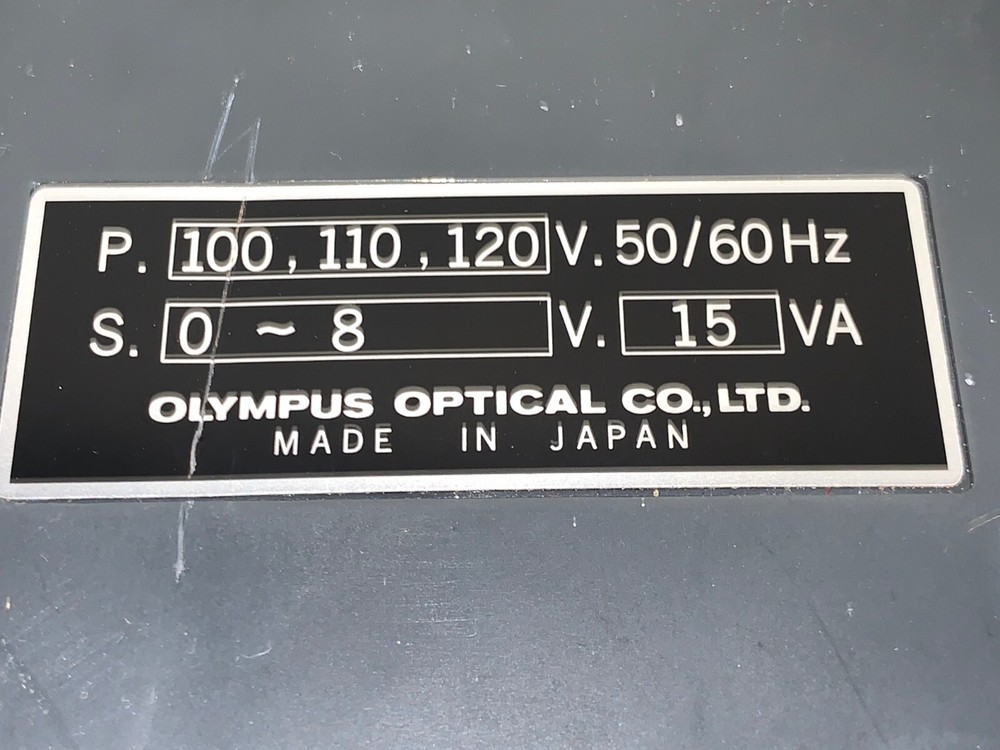 P. 100 , 110 , 120 V. 50/60 Hz
S. 0 ~ 8 V. 15 VA
OLYMPUS OPTICAL CO., LTD.
MADE IN JAPAN